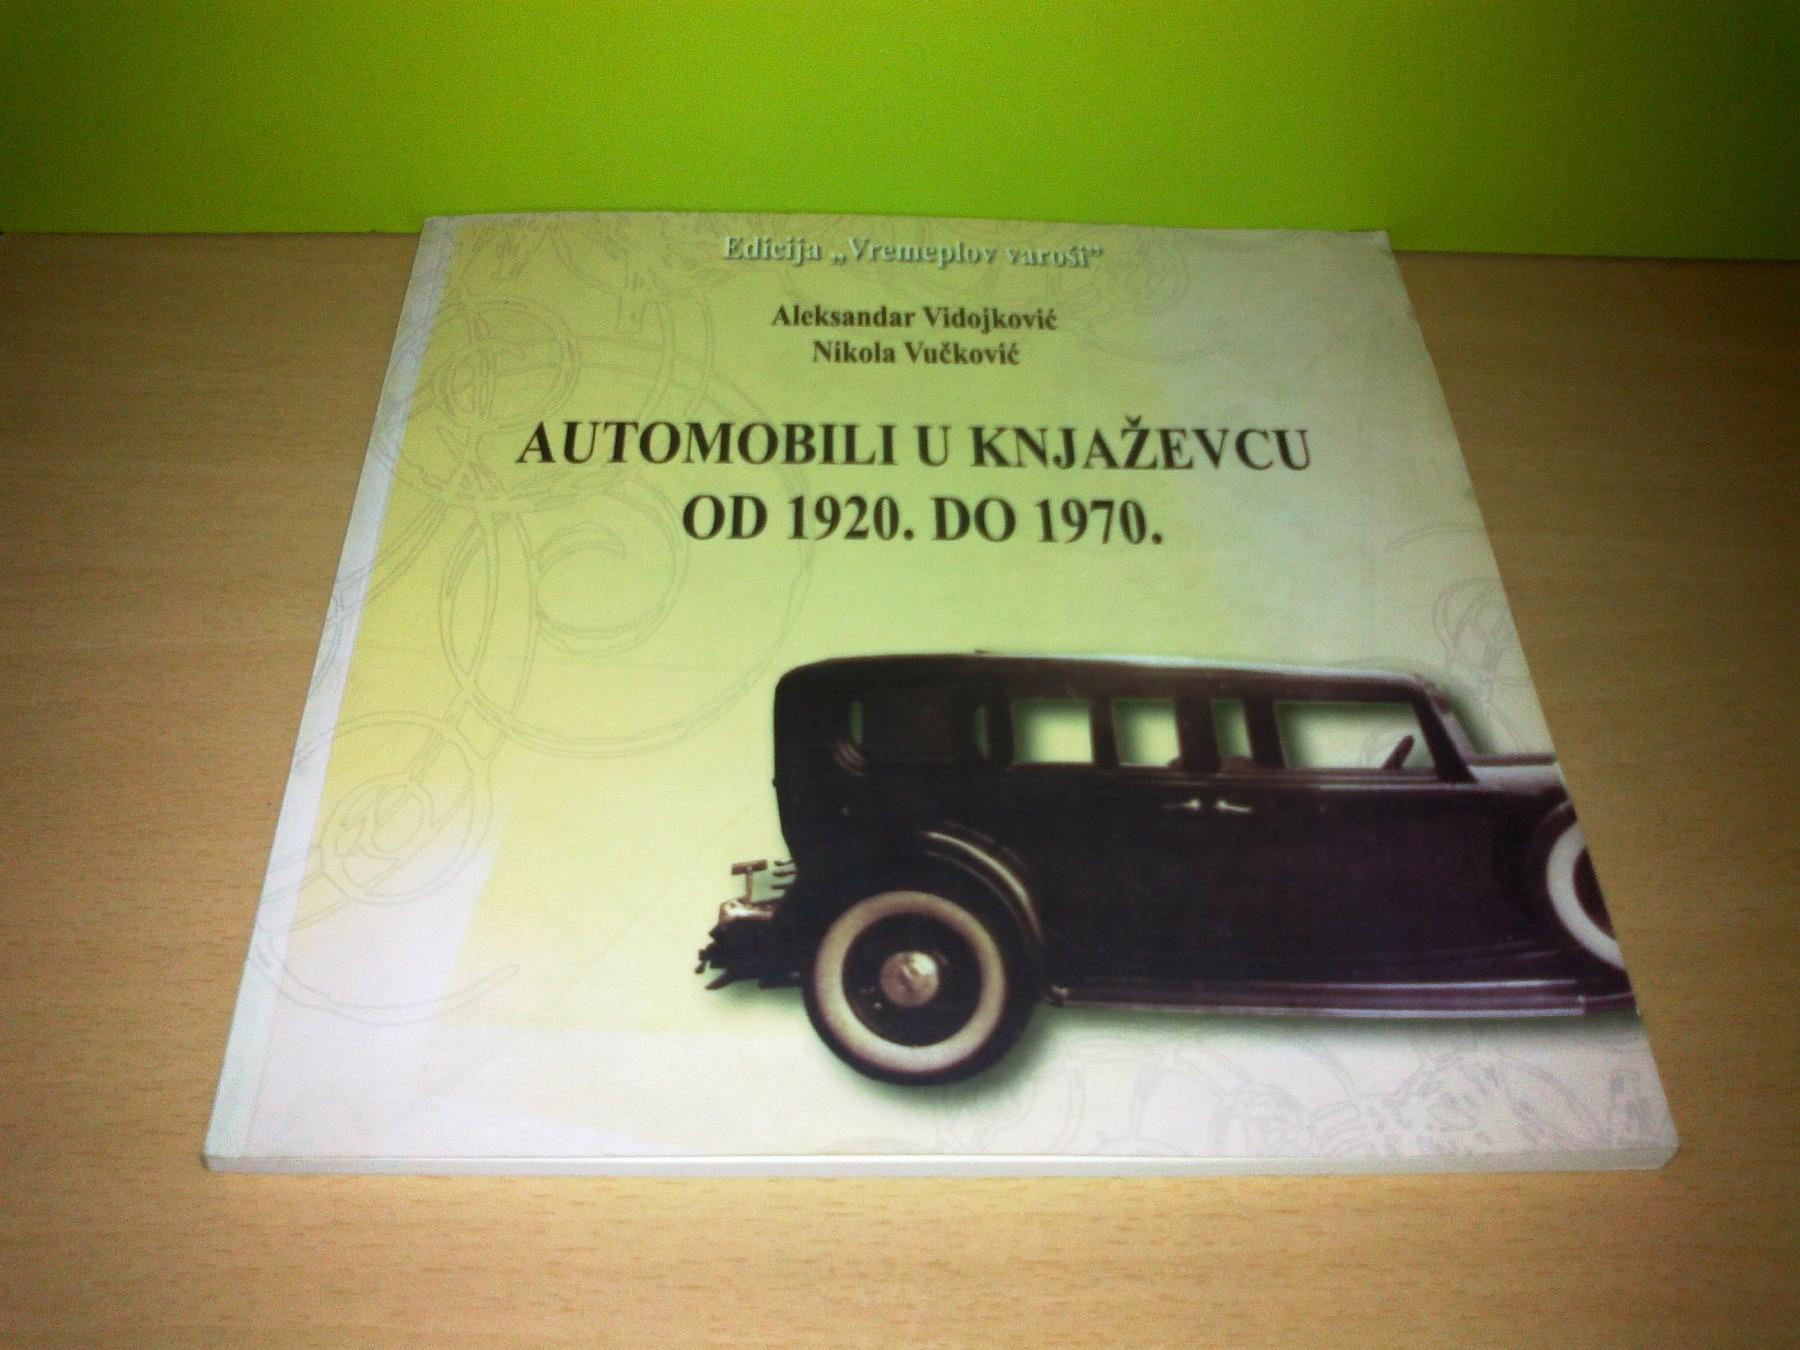 Edicija „Vremeplov varoši”
Aleksandar Vidojković
Nikola Vučković
AUTOMOBILI U KNJAŽEVCU
OD 1920. DO 1970.